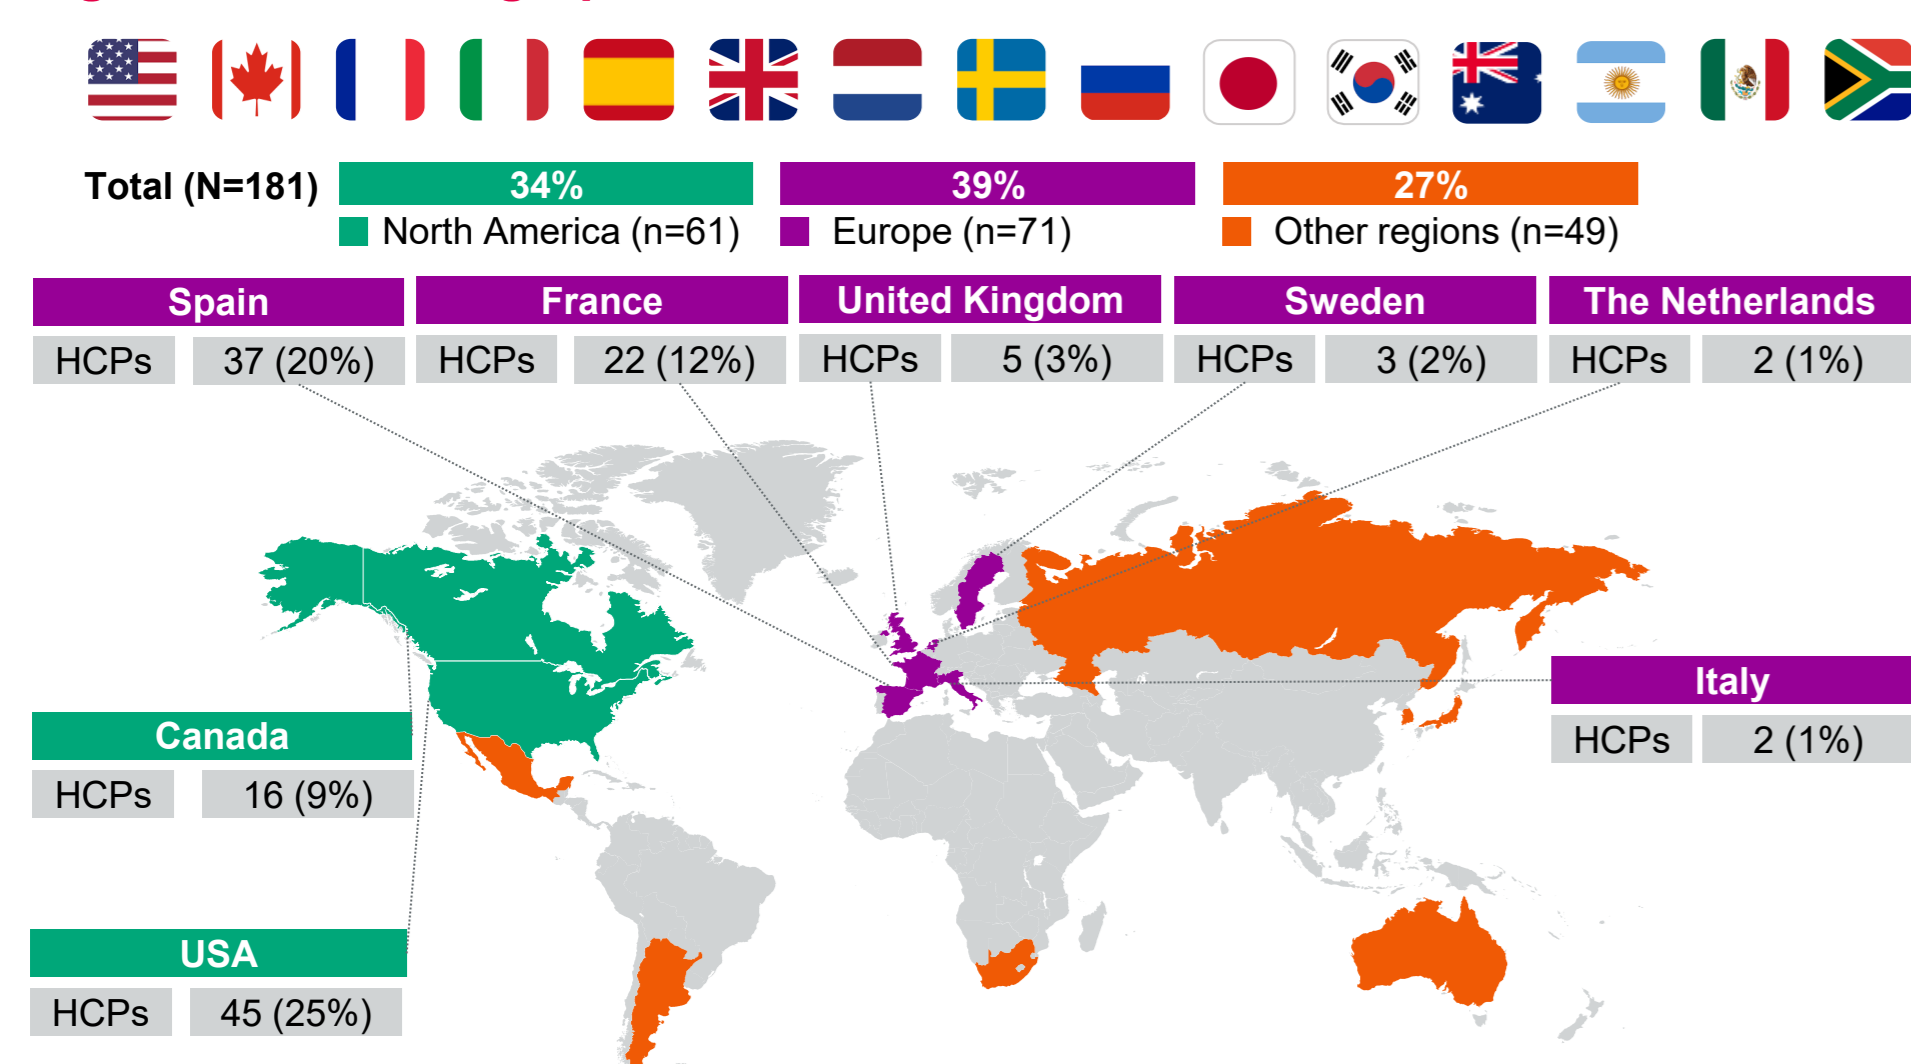 Total (N=181)
34%
39%
27%
North America (n=61)
Europe (n=71)
Other regions (n=49)
Spain
HCPs 37 (20%)
France
HCPs 22 (12%)
United Kingdom
HCPs 5 (3%)
Sweden
HCPs 3 (2%)
The Netherlands
HCPs 2 (1%)
Italy
HCPs 2 (1%)
Canada
HCPs 16 (9%)
USA
HCPs 45 (25%)